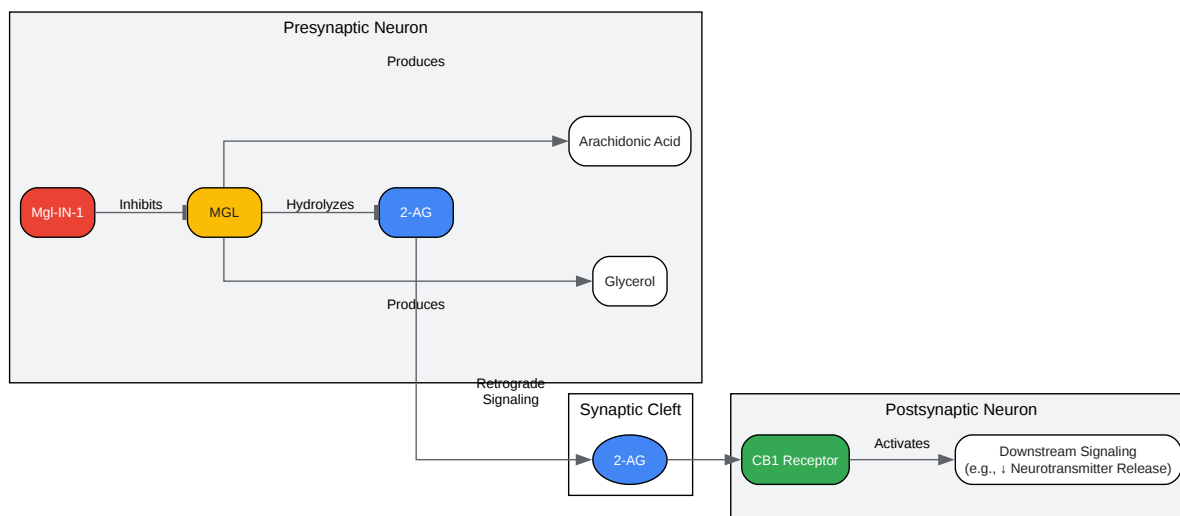 Presynaptic Neuron
Produces
Arachidonic Acid
Mgl-IN-1
Inhibits
MGL
Hydrolyzes
2-AG
Glycerol
Produces
Retrograde
Signaling
Synaptic Cleft
2-AG
Postsynaptic Neuron
CB1 Receptor
Activates
Downstream Signaling
(e.g., ↓ Neurotransmitter Release)